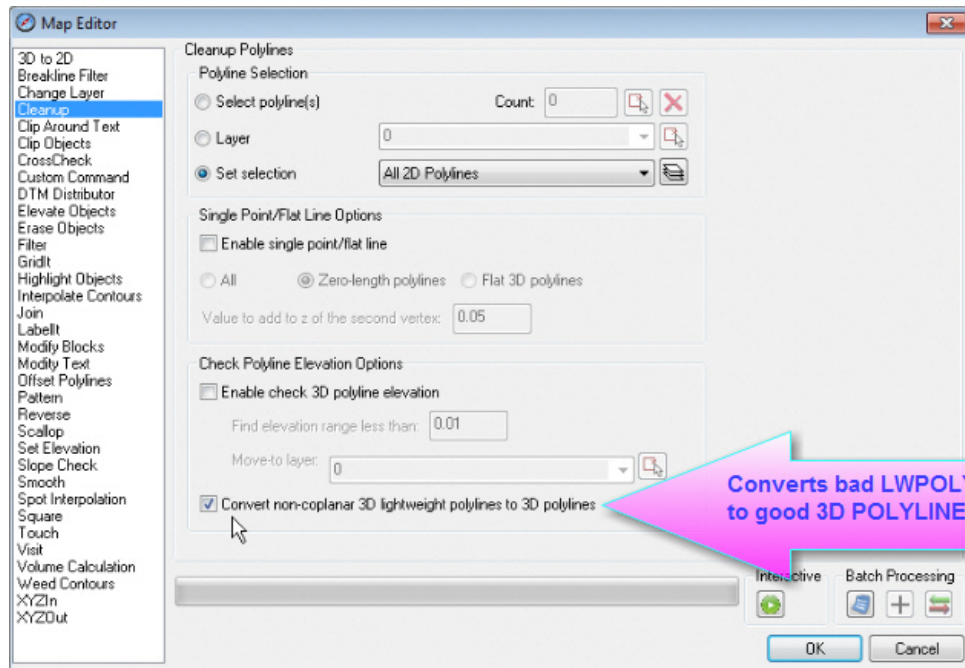 Map Editor
3D to 2D
Breakline Filter
Change Layer
Cleanup
Clip Around Text
Clip Objects
CrossCheck
Custom Command
DTM Distributor
Elevate Objects
Erase Objects
Filter
GridIt
Highlight Objects
Interpolate Contours
Join
LabelIt
Modify Blocks
Modify Text
Offset Polylines
Pattern
Reverse
Scallop
Set Elevation
Slope Check
Smooth
Spot Interpolation
Square
Touch
Visit
Volume Calculation
Weed Contours
XYZIn
XYZOut
Cleanup Polylines
Polyline Selection
Select polyline(s)
Count: 0
Layer
0
Set selection
All 2D Polylines
Single Point/Flat Line Options
Enable single point/flat line
All
Zero-length polylines
Flat 3D polylines
Value to add to z of the second vertex: 0.05
Check Polyline Elevation Options
Enable check 3D polyline elevation
Find elevation range less than: 0.01
Move-to layer: 0
Convert non-coplanar 3D lightweight polylines to 3D polylines
Converts bad LWPOLY
to good 3D POLYLINE
Interactive
Batch Processing
OK
Cancel